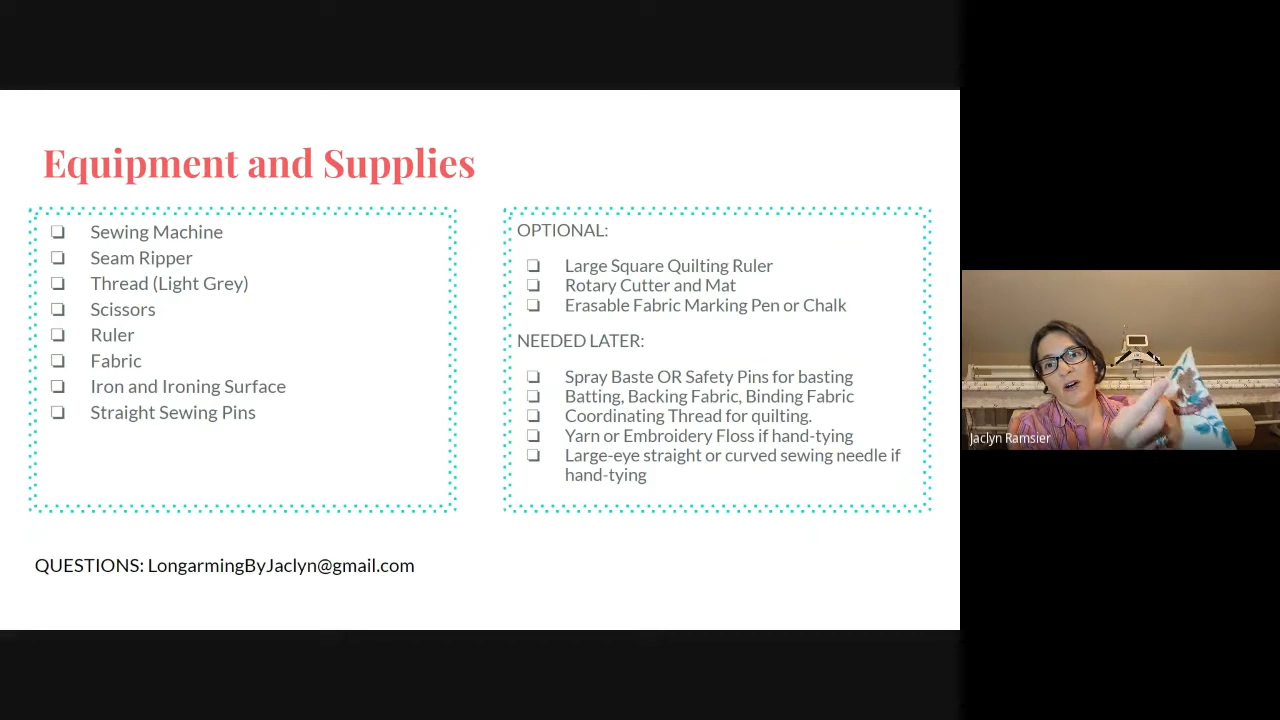 Equipment and Supplies
Sewing Machine
Seam Ripper
Thread (Light Grey)
Scissors
Ruler
Fabric
Iron and Ironing Surface
Straight Sewing Pins
OPTIONAL:
Large Square Quilting Ruler
Rotary Cutter and Mat
Erasable Fabric Marking Pen or Chalk
NEEDED LATER:
Spray Baste OR Safety Pins for basting
Batting, Backing Fabric, Binding Fabric
Coordinating Thread for quilting.
Yarn or Embroidery Floss if hand-tying
Large-eye straight or curved sewing needle if
hand-tying
QUESTIONS: LongarmingByJaclyn@gmail.com
Jaclyn Ramsier